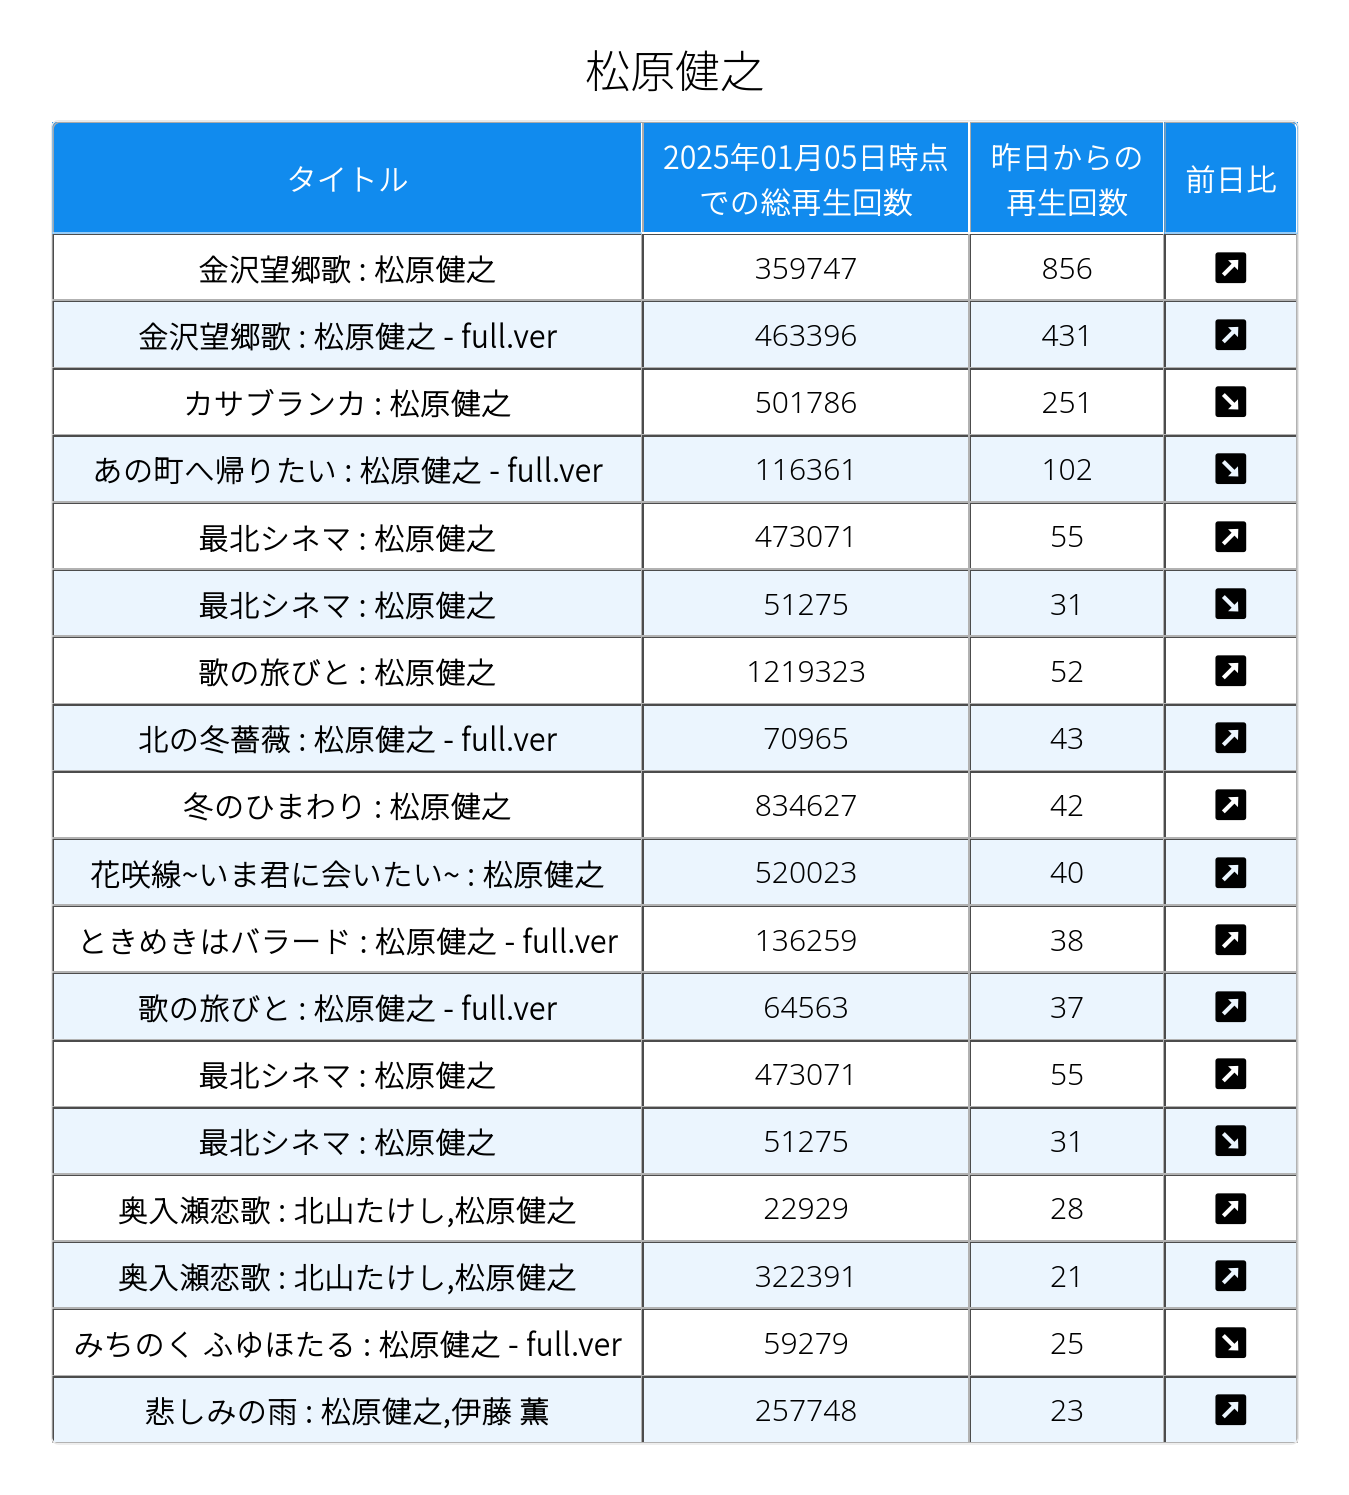 松原健之
タイトル
2025年01月05日時点
での総再生回数
昨日からの
再生回数
前日比
金沢望郷歌 : 松原健之 359747 856
金沢望郷歌 : 松原健之 - full.ver 463396 431
カサブランカ : 松原健之 501786 251
あの町へ帰りたい : 松原健之 - full.ver 116361 102
最北シネマ : 松原健之 473071 55
最北シネマ : 松原健之 51275 31
歌の旅びと : 松原健之 1219323 52
北の冬薔薇 : 松原健之 - full.ver 70965 43
冬のひまわり : 松原健之 834627 42
花咲線~いま君に会いたい~ : 松原健之 520023 40
ときめきはバラード : 松原健之 - full.ver 136259 38
歌の旅びと : 松原健之 - full.ver 64563 37
最北シネマ : 松原健之 473071 55
最北シネマ : 松原健之 51275 31
奥入瀬恋歌 : 北山たけし,松原健之 22929 28
奥入瀬恋歌 : 北山たけし,松原健之 322391 21
みちのく ふゆほたる : 松原健之 - full.ver 59279 25
悲しみの雨 : 松原健之,伊藤 薫 257748 23